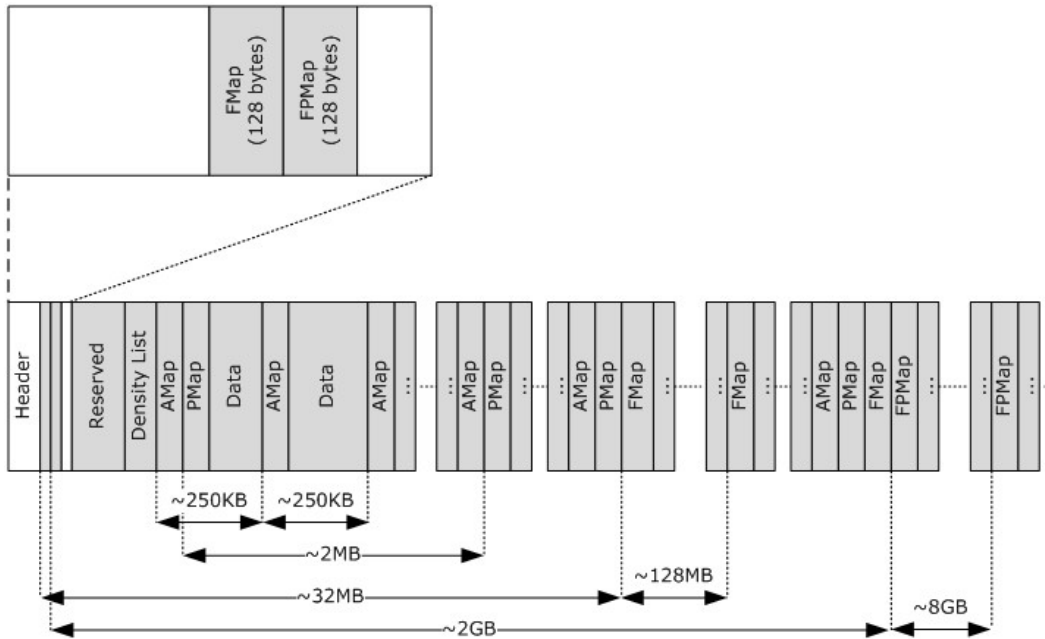 FMap
(128 bytes)
FPMap
(128 bytes)
Header
Reserved
Density List
AMap
PMap
Data
AMap
Data
AMap
...
...
AMap
PMap
...
...
AMap
PMap
FMap
...
...
FMap
...
...
AMap
PMap
FMap
FPMap
...
...
FPMap
...
~250KB
~250KB
~2MB
~128MB
~32MB
~8GB
~2GB